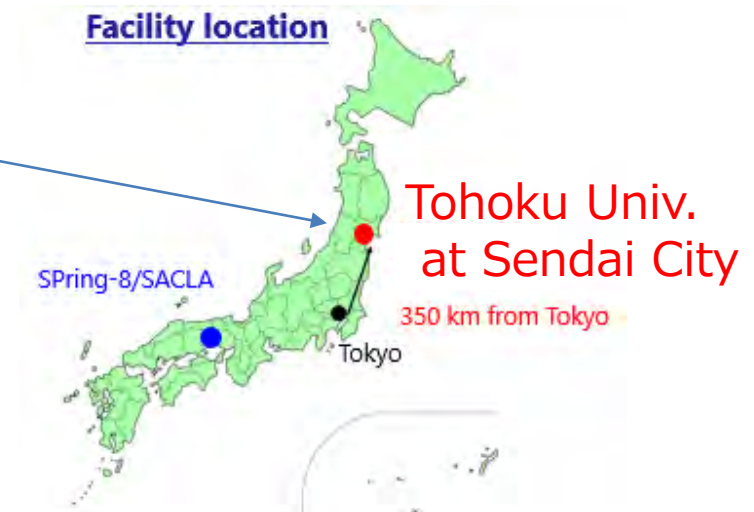 Facility location
Tohoku Univ.
at Sendai City
SPring-8/SACLA
350 km from Tokyo
Tokyo